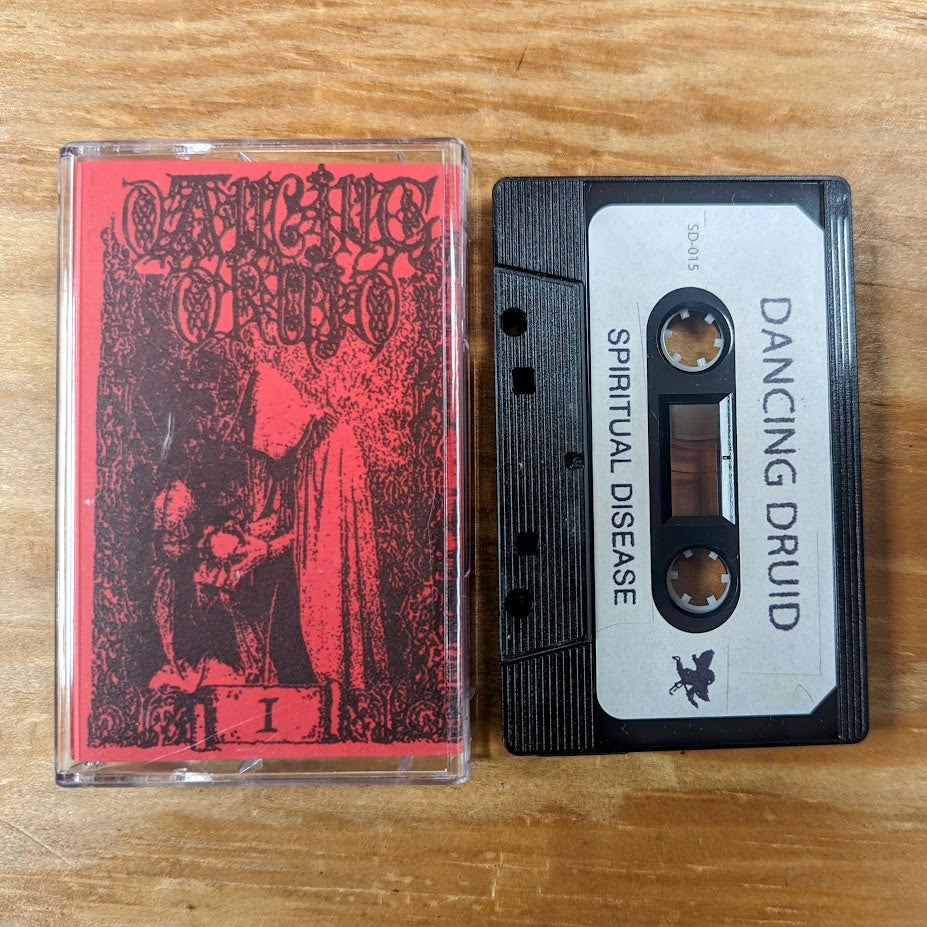 DANCING
DRUID
I
SD-015
DANCING DRUID
SPIRITUAL DISEASE